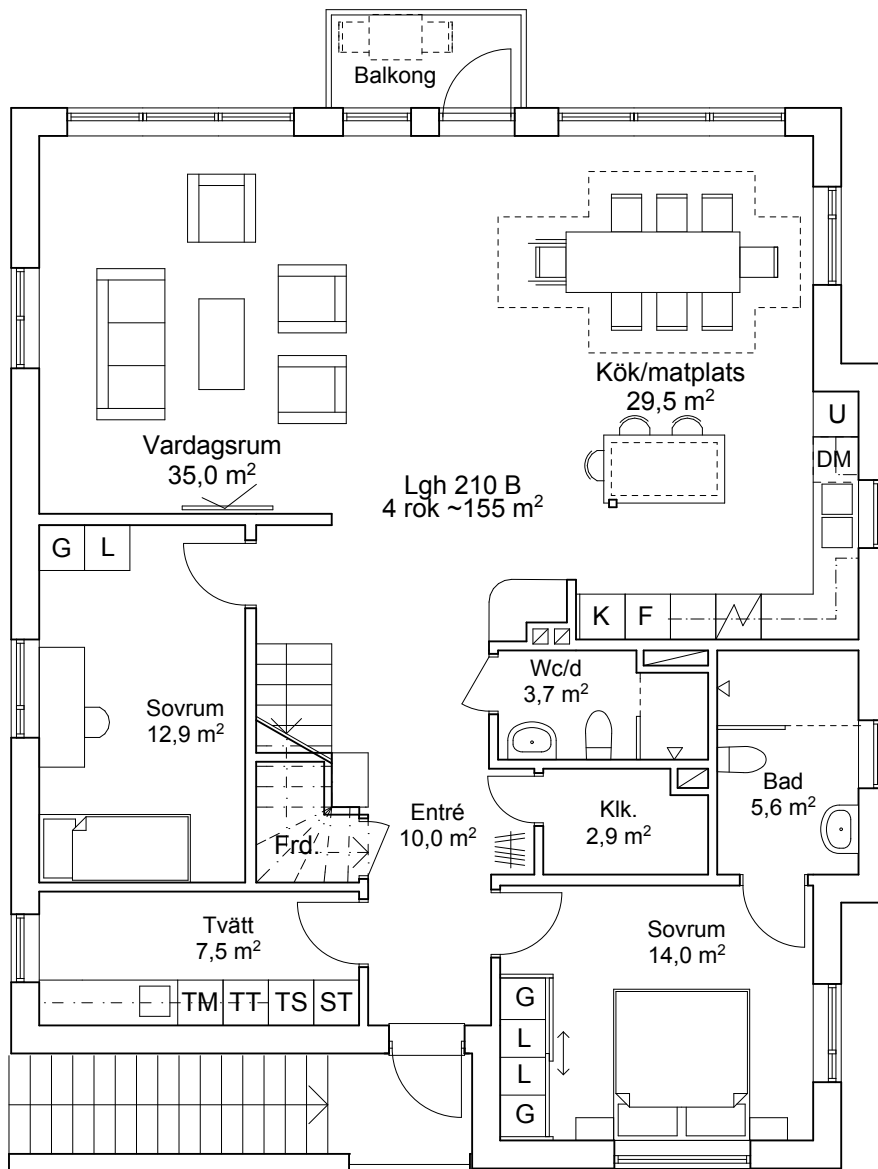 Balkong
Kök/matplats
29,5 m²
U
DM
Vardagsrum
35,0 m²
Lgh 210 B
4 rok ~155 m²
G L
K F
Wc/d
3,7 m²
Sovrum
12,9 m²
Bad
5,6 m²
Entré
10,0 m²
Klk.
2,9 m²
Frd.
Tvätt
7,5 m²
Sovrum
14,0 m²
TM TT TS ST
G
L
L
G